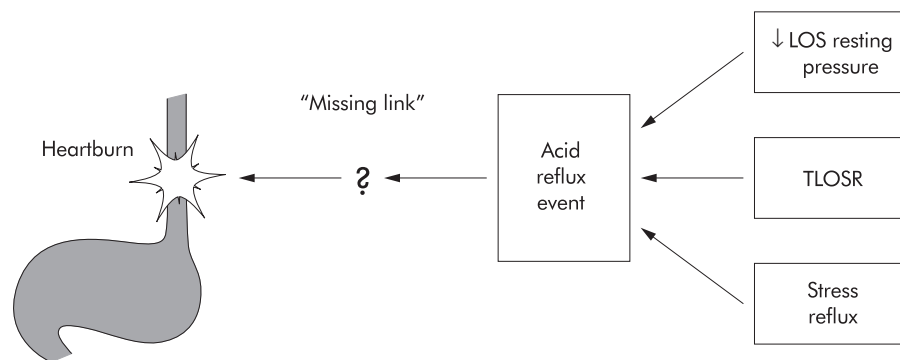 ↓ LOS resting
pressure
"Missing link"
Heartburn
Acid
reflux
event
?
TLOSR
Stress
reflux